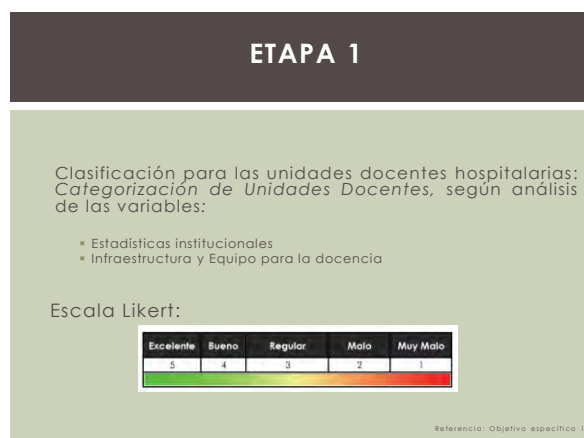 ETAPA 1
Clasificación para las unidades docentes hospitalarias:
Categorización de Unidades Docentes, según análisis
de las variables:
Estadísticas institucionales
Infraestructura y Equipo para la docencia
Escala Likert:
Excelente Bueno Regular Malo Muy Malo
5 4 3 2 1
Referencia: Objetivo específico 1